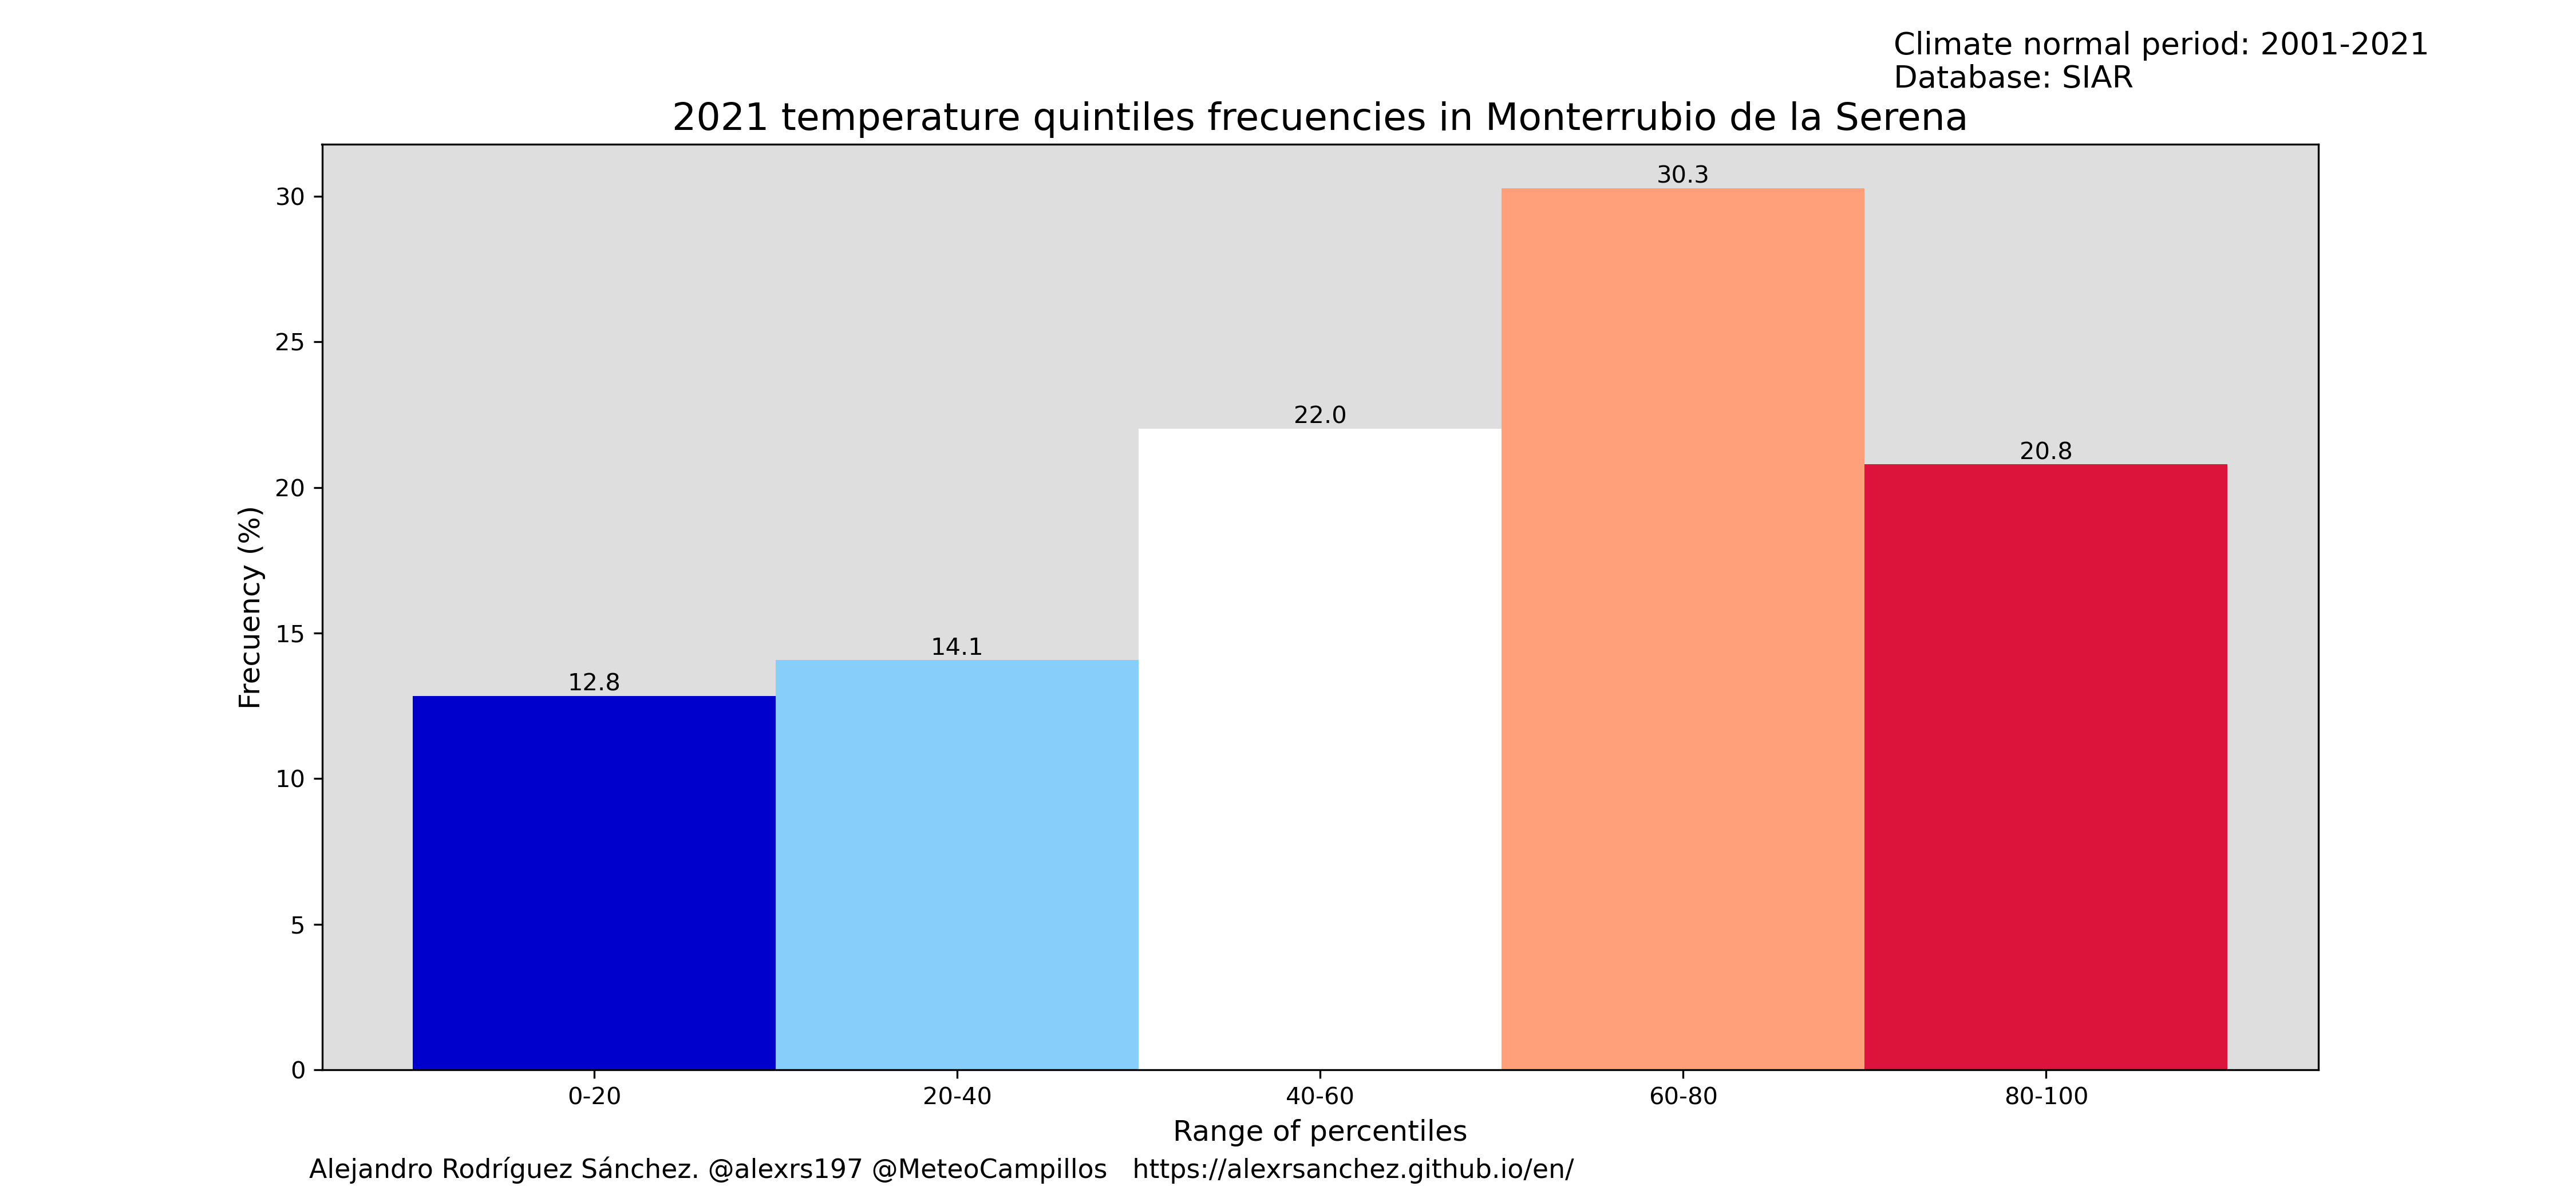 Climate normal period: 2001-2021
Database: SIAR
2021 temperature quintiles frecuencies in Monterrubio de la Serena
30.3
30
25
22.0
20.8
20
Frecuency (%)
15
14.1
12.8
10
5
0
0-20 20-40 40-60 60-80 80-100
Range of percentiles
Alejandro Rodríguez Sánchez. @alexrs197 @MeteoCampillos https://alexrsanchez.github.io/en/